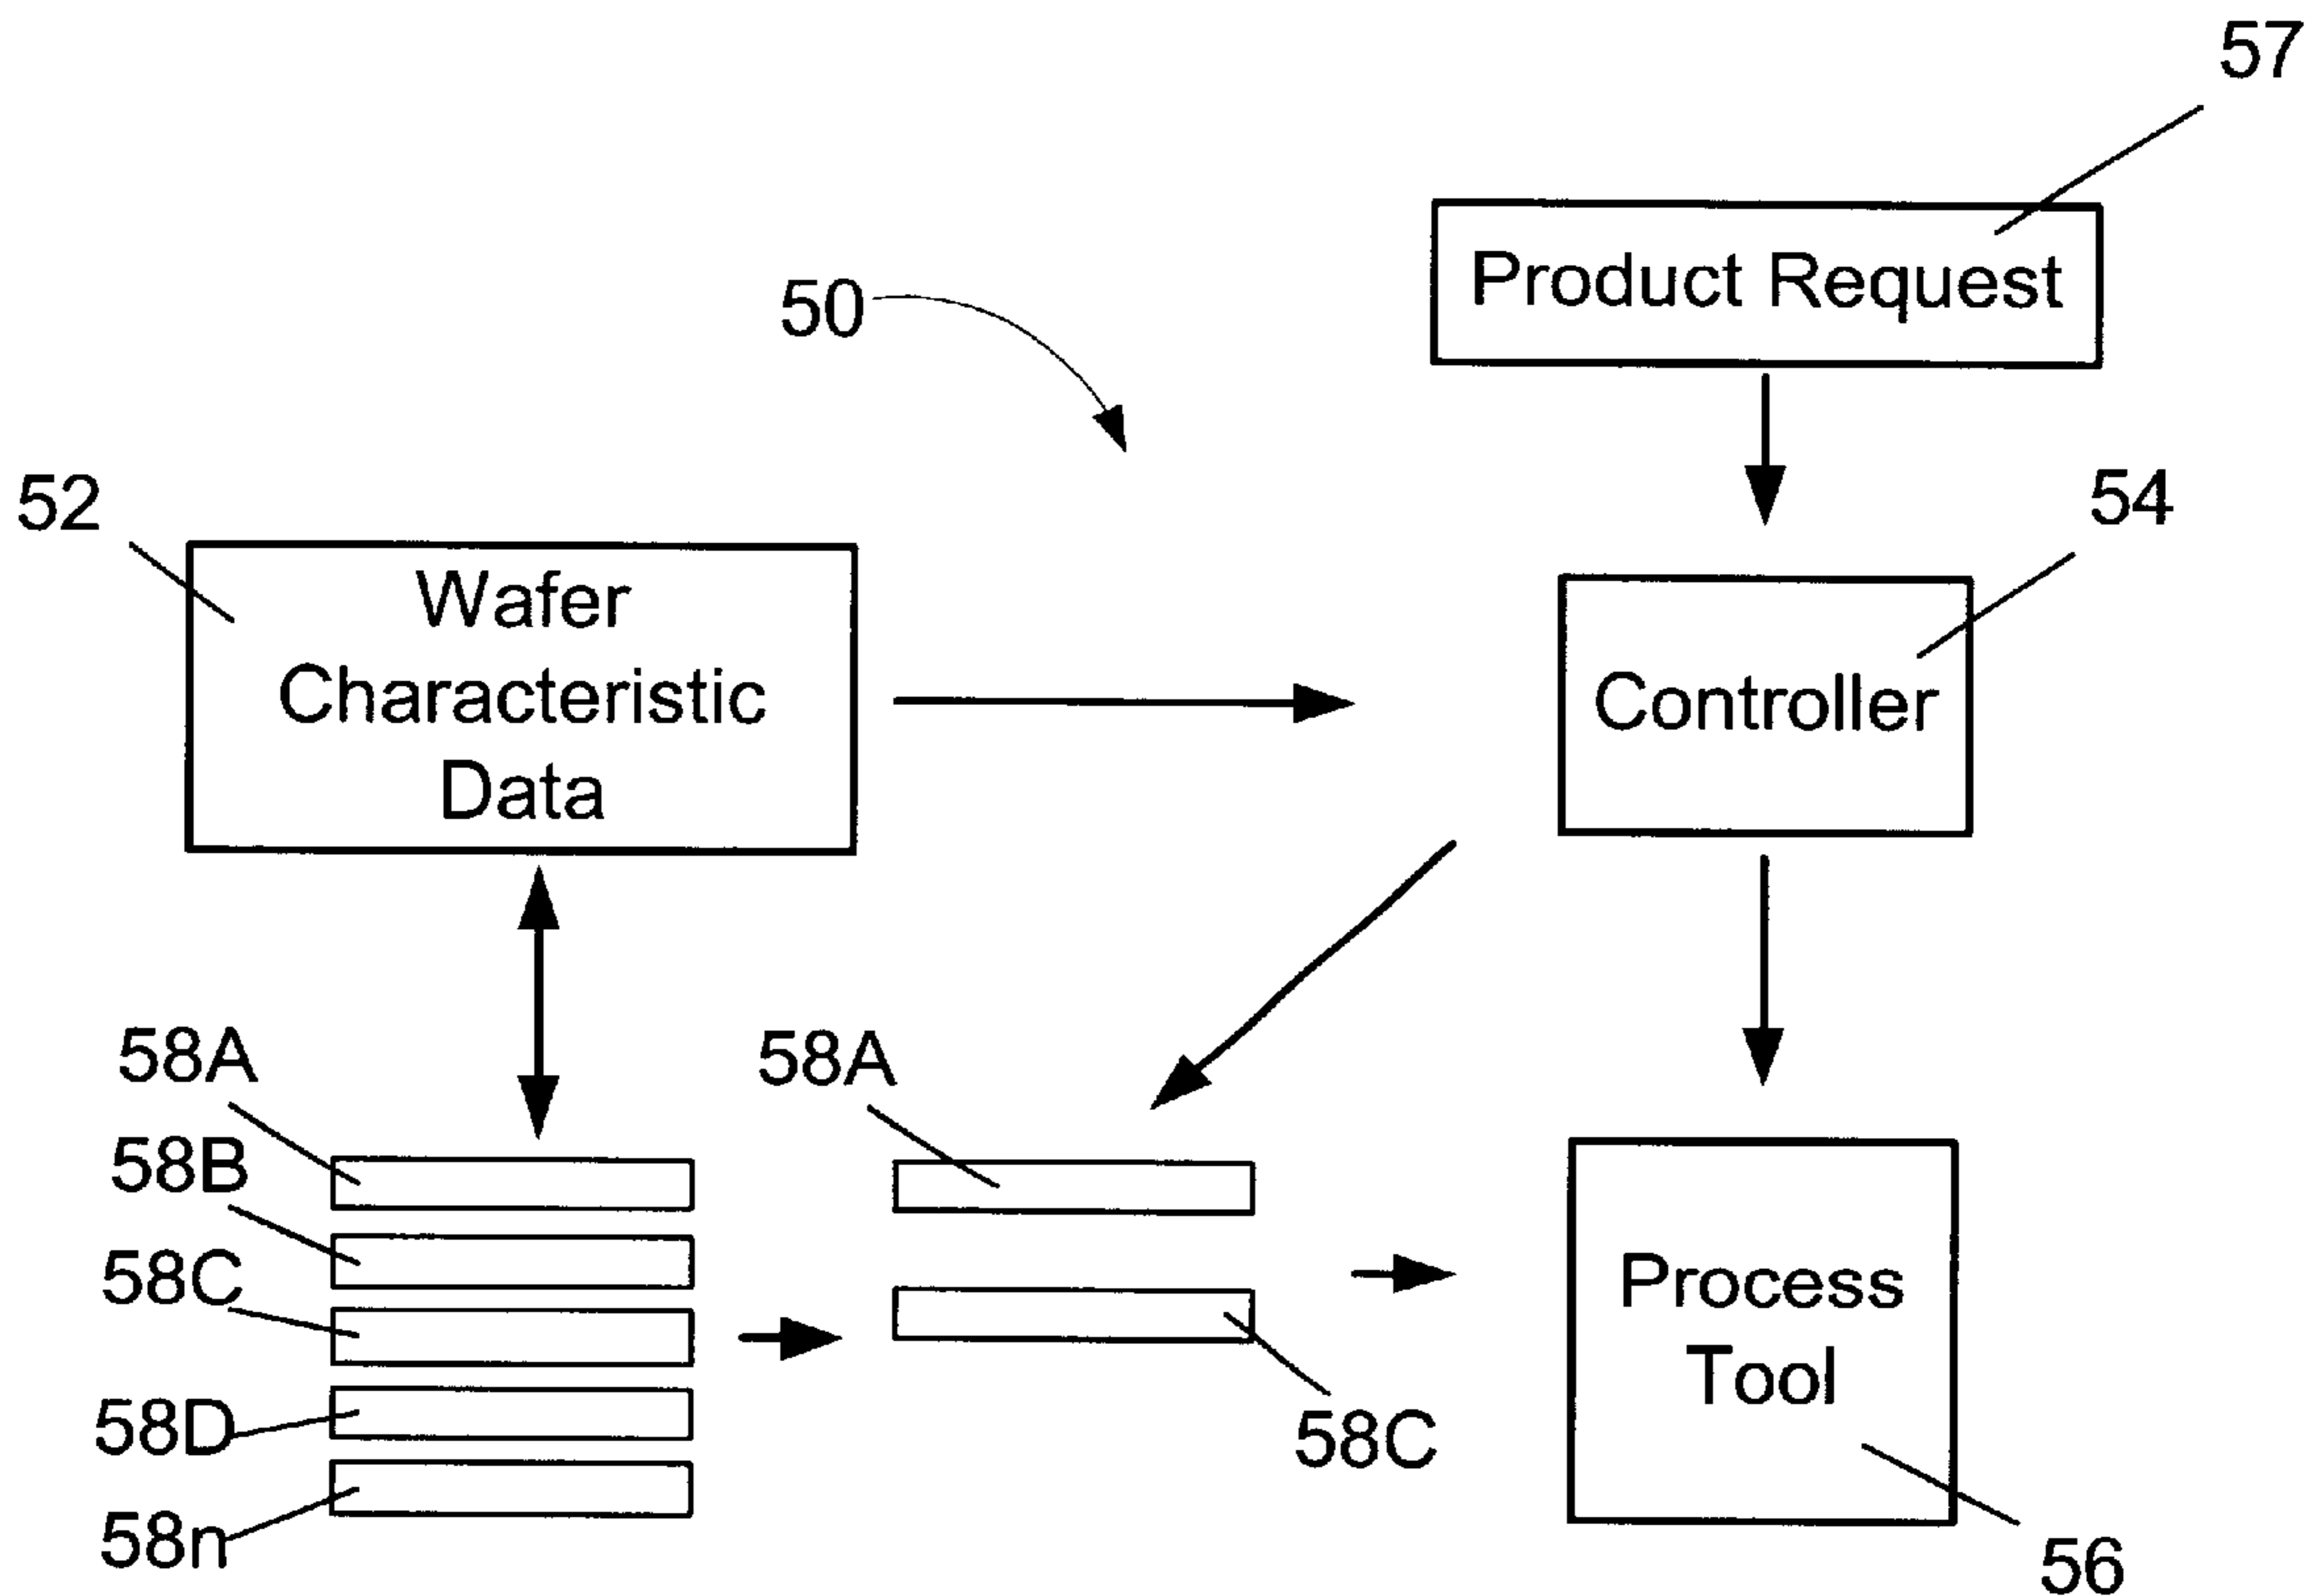 57
Product Request
50
52
54
Wafer
Characteristic
Data
Controller
58A
58A
58B
58C
58D
58n
58C
Process
Tool
56